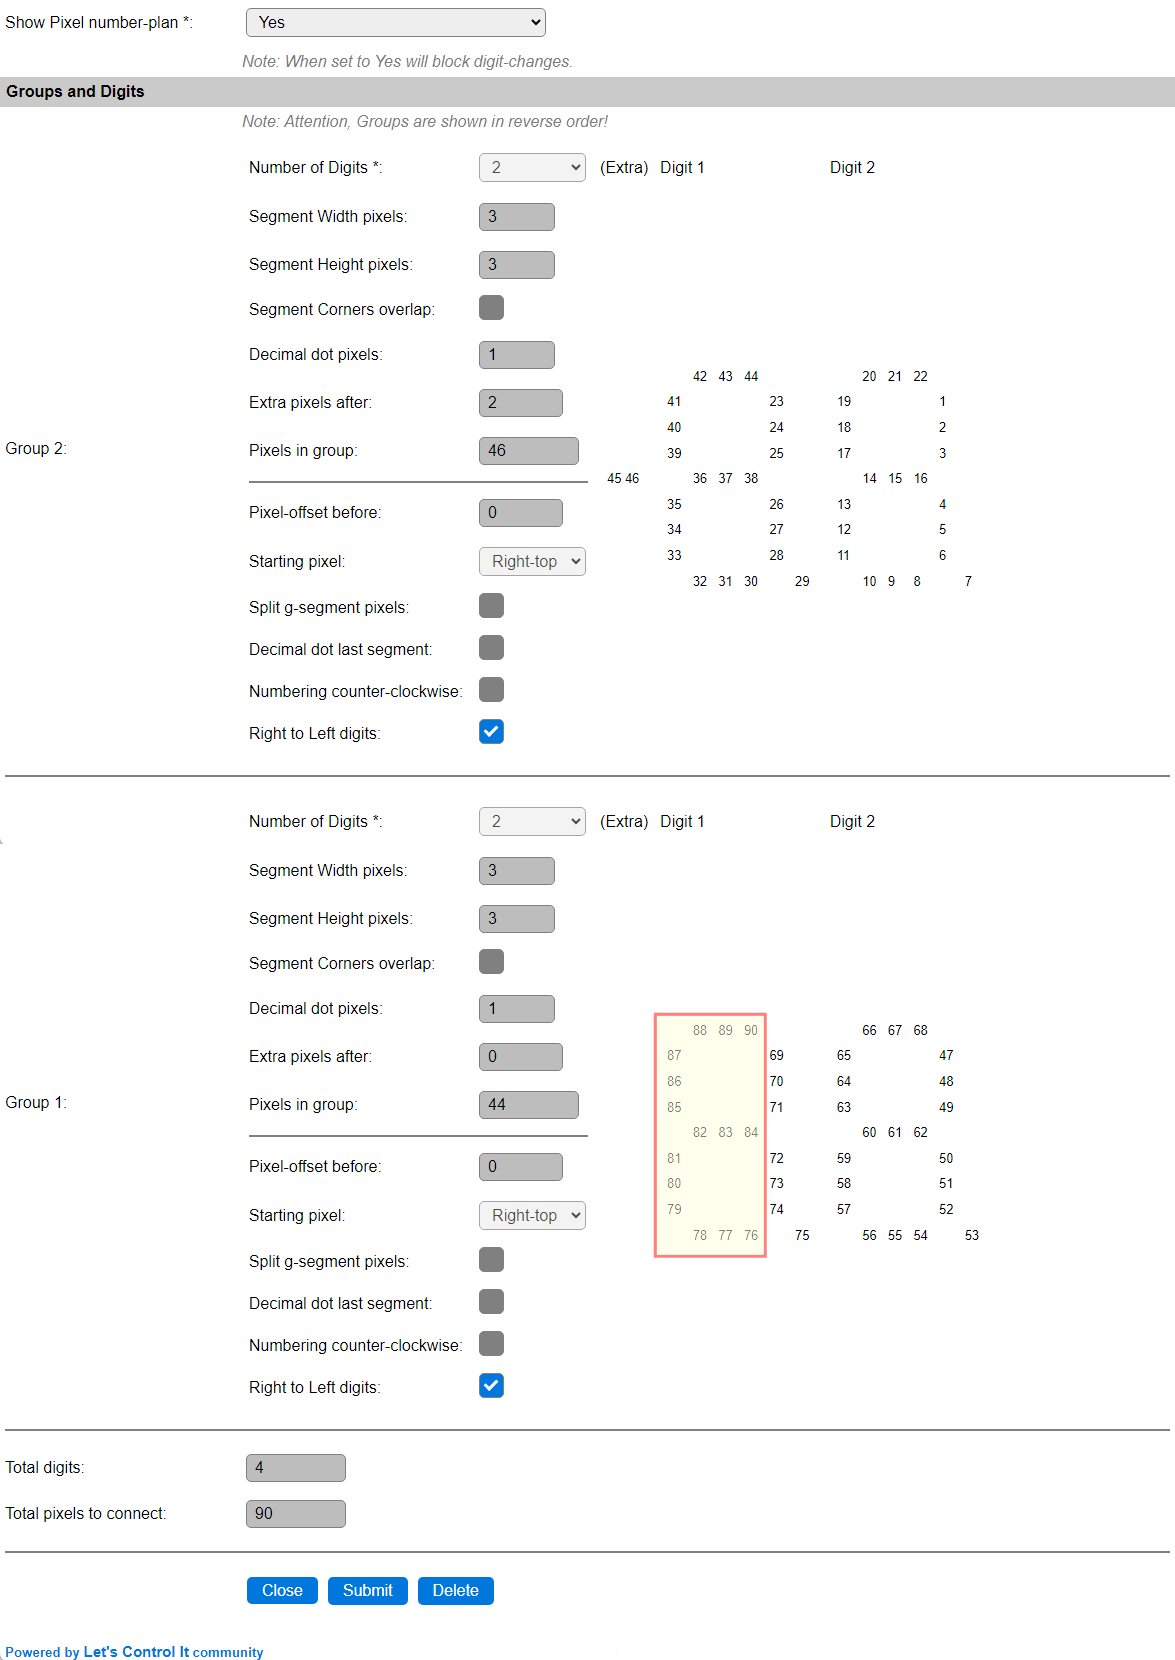 Show Pixel number-plan *: Yes
Note: When set to Yes will block digit-changes.
Groups and Digits
Note: Attention, Groups are shown in reverse order!
Number of Digits *: 2 (Extra) Digit 1 Digit 2
Segment Width pixels: 3
Segment Height pixels: 3
Segment Corners overlap:
Decimal dot pixels: 1
42 43 44 20 21 22
Extra pixels after: 2
41 23 19 1
40 24 18 2
Group 2:
Pixels in group: 46
39 25 17 3
45 46 36 37 38 14 15 16
35 26 13 4
Pixel-offset before: 0
34 27 12 5
33 28 11 6
Starting pixel: Right-top
32 31 30 29 10 9 8 7
Split g-segment pixels:
Decimal dot last segment:
Numbering counter-clockwise:
Right to Left digits:
Number of Digits *: 2 (Extra) Digit 1 Digit 2
Segment Width pixels: 3
Segment Height pixels: 3
Segment Corners overlap:
Decimal dot pixels: 1
88 89 90 66 67 68
Extra pixels after: 0
87 69 65 47
86 70 64 48
Group 1:
Pixels in group: 44
85 71 63 49
82 83 84 60 61 62
81 72 59 50
Pixel-offset before: 0
80 73 58 51
79 74 57 52
Starting pixel: Right-top
78 77 76 75 56 55 54 53
Split g-segment pixels:
Decimal dot last segment:
Numbering counter-clockwise:
Right to Left digits:
Total digits: 4
Total pixels to connect: 90
Close Submit Delete
Powered by Let's Control It community